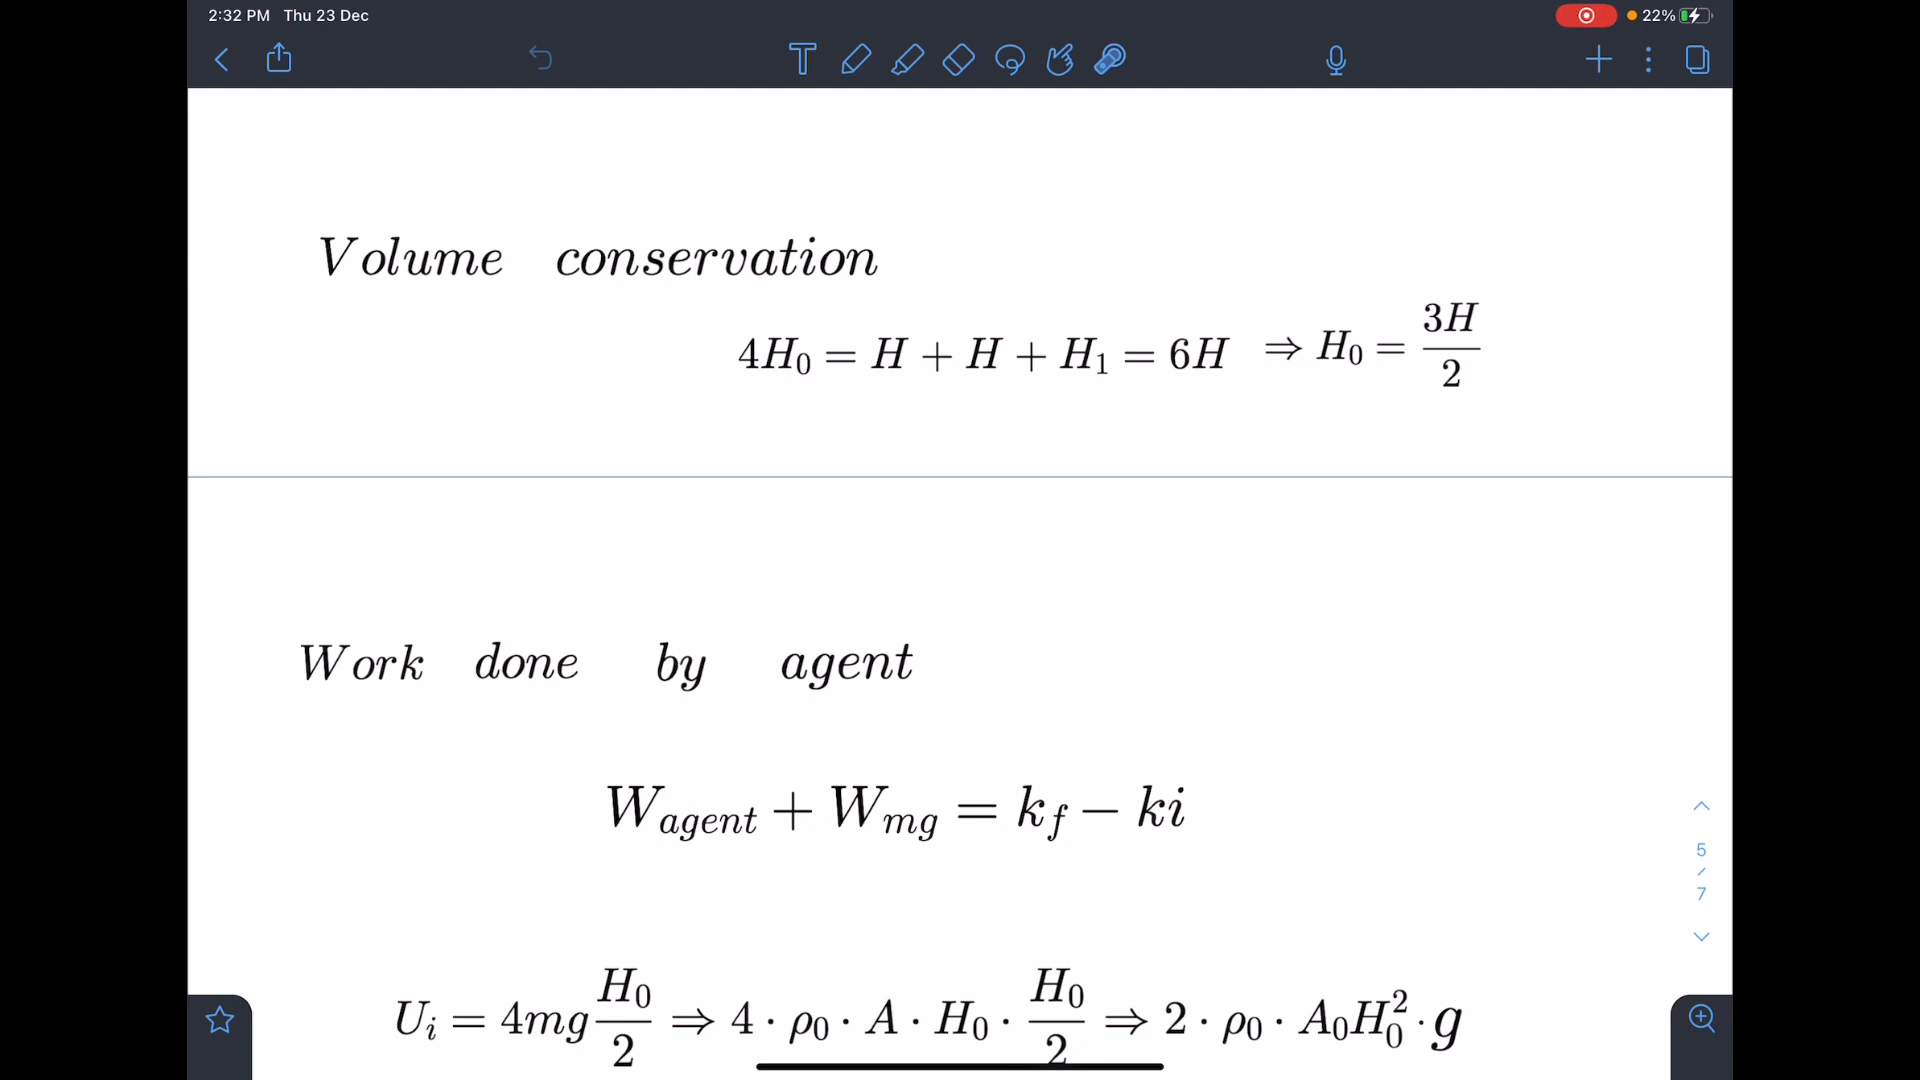 2:32 PM Thu 23 Dec
22%
T
Volume conservation
4H₀ = H + H + H₁ = 6H ⇒ H₀ = 3H/2
Work done by agent
W_agent + W_mg = k_f − ki
U_i = 4mg H₀/2 ⇒ 4 · ρ₀ · A · H₀ · H₀/2 ⇒ 2 · ρ₀ · A₀H₀² · g
5
/
7